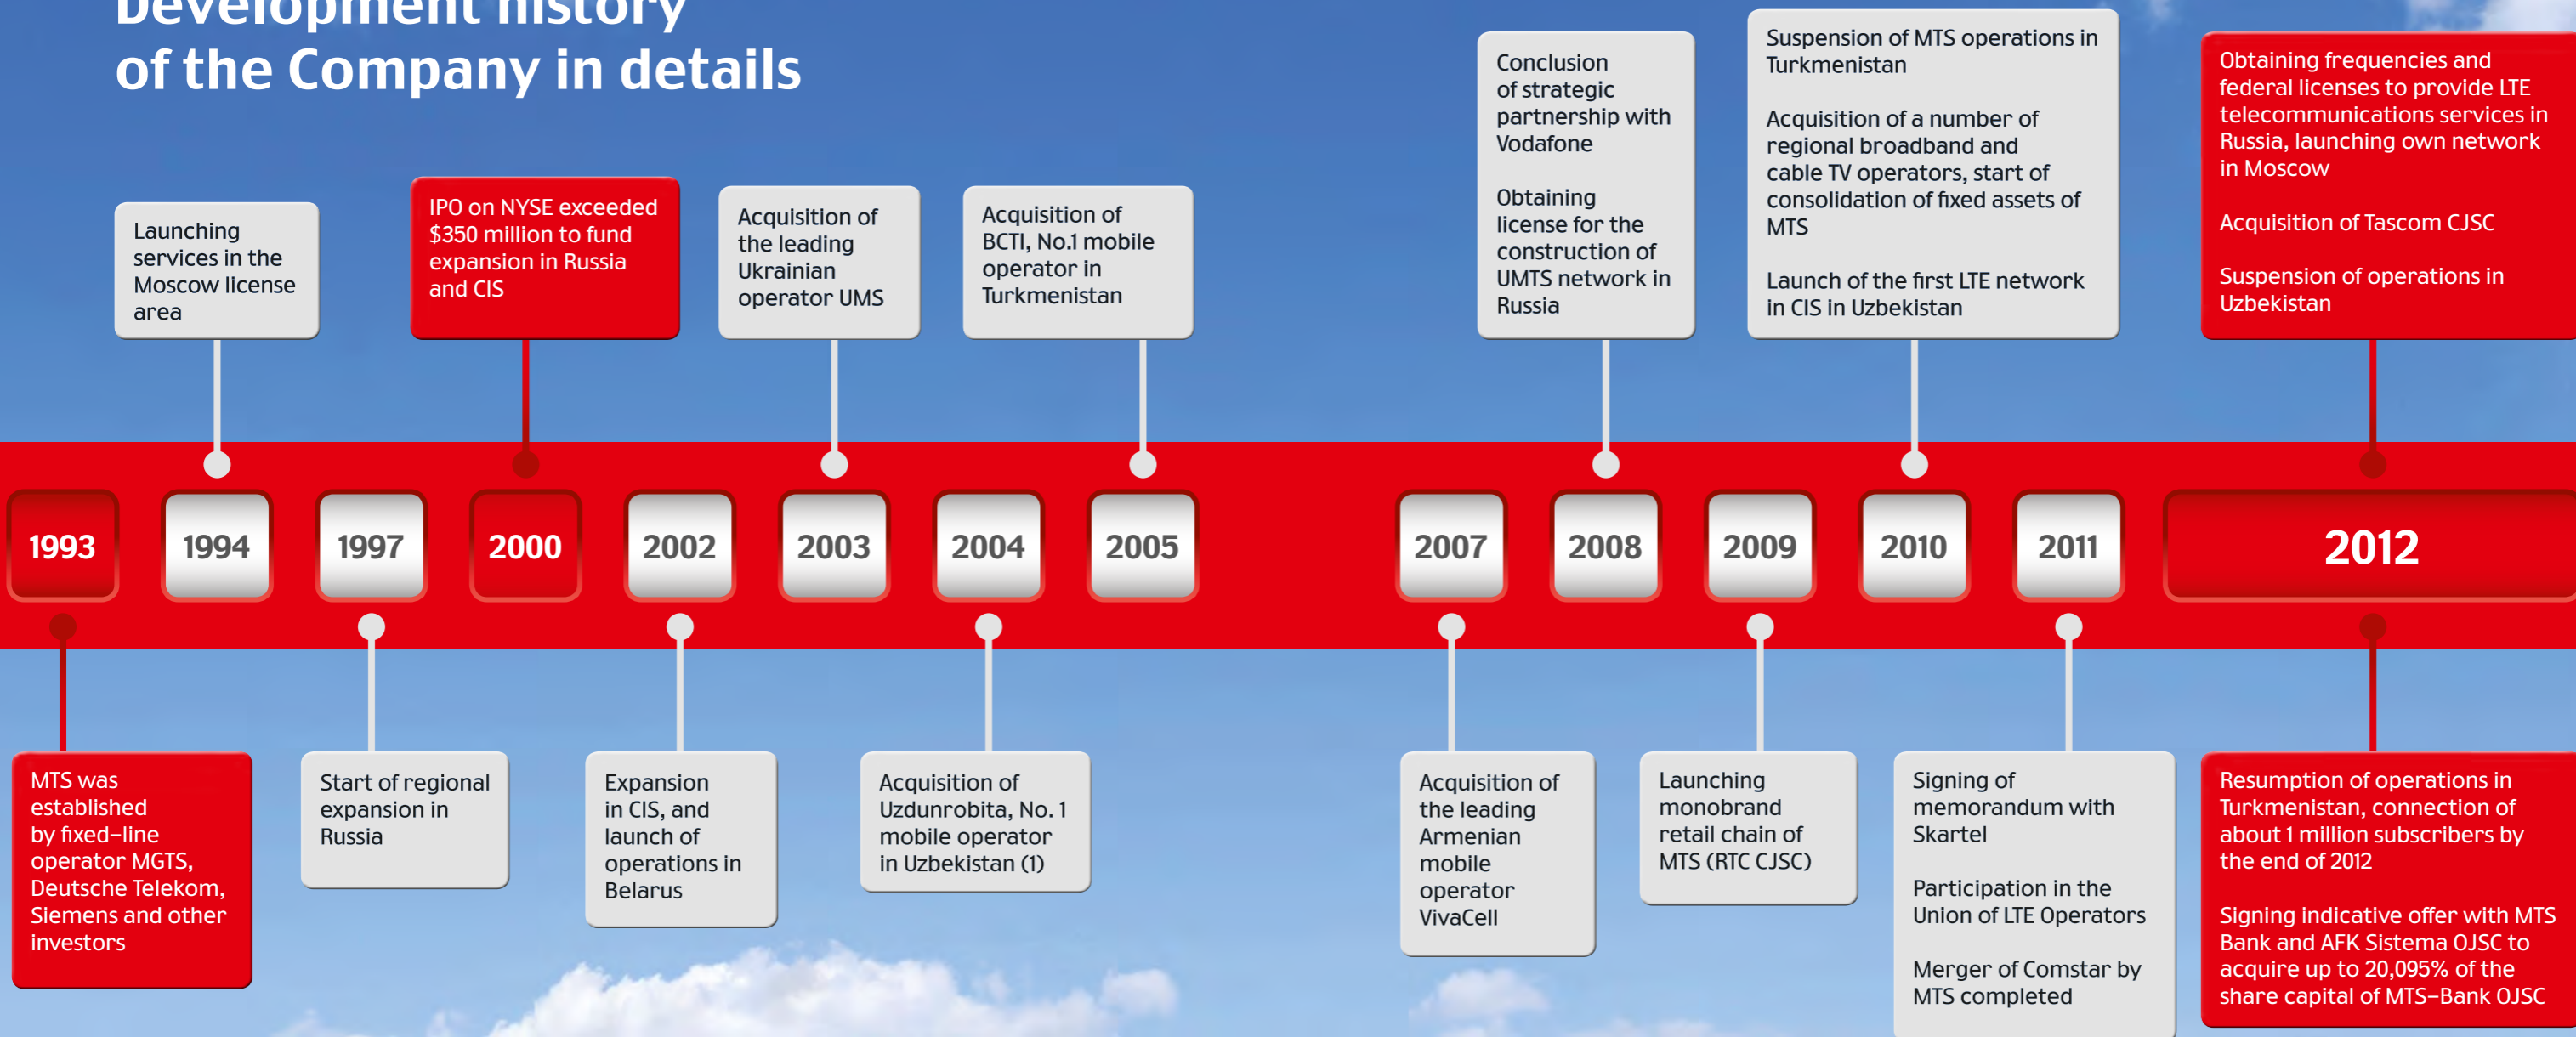 Development history
of the Company in details
Launching
services in the
Moscow license
area
IPO on NYSE exceeded
$350 million to fund
expansion in Russia
and CIS
Acquisition of
the leading
Ukrainian
operator UMS
Acquisition of
BCTI, No.1 mobile
operator in
Turkmenistan
Conclusion
of strategic
partnership with
Vodafone
Obtaining
license for the
construction of
UMTS network in
Russia
Suspension of MTS operations in
Turkmenistan
Acquisition of a number of
regional broadband and
cable TV operators, start of
consolidation of fixed assets of
MTS
Launch of the first LTE network
in CIS in Uzbekistan
Obtaining frequencies and
federal licenses to provide LTE
telecommunications services in
Russia, launching own network
in Moscow
Acquisition of Tascom CJSC
Suspension of operations in
Uzbekistan
1993
1994
1997
2000
2002
2003
2004
2005
2007
2008
2009
2010
2011
2012
MTS was
established
by fixed–line
operator MGTS,
Deutsche Telekom,
Siemens and other
investors
Start of regional
expansion in
Russia
Expansion
in CIS, and
launch of
operations in
Belarus
Acquisition of
Uzdunrobita, No. 1
mobile operator
in Uzbekistan (1)
Acquisition of
the leading
Armenian
mobile
operator
VivaCell
Launching
monobrand
retail chain of
MTS (RTC CJSC)
Signing of
memorandum with
Skartel
Participation in the
Union of LTE Operators
Merger of Comstar by
MTS completed
Resumption of operations in
Turkmenistan, connection of
about 1 million subscribers by
the end of 2012
Signing indicative offer with MTS
Bank and AFK Sistema OJSC to
acquire up to 20,095% of the
share capital of MTS–Bank OJSC